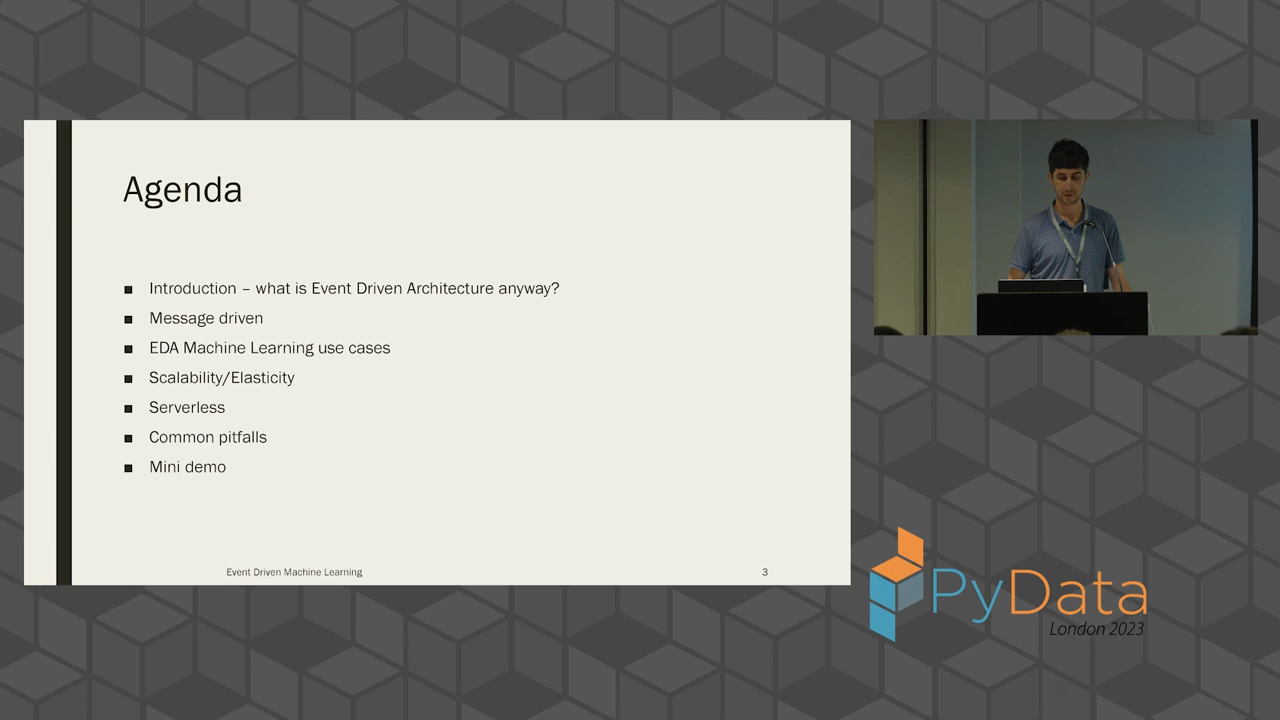 Agenda
■ Introduction – what is Event Driven Architecture anyway?
■ Message driven
■ EDA Machine Learning use cases
■ Scalability/Elasticity
■ Serverless
■ Common pitfalls
■ Mini demo
Event Driven Machine Learning 3
PyData
London 2023